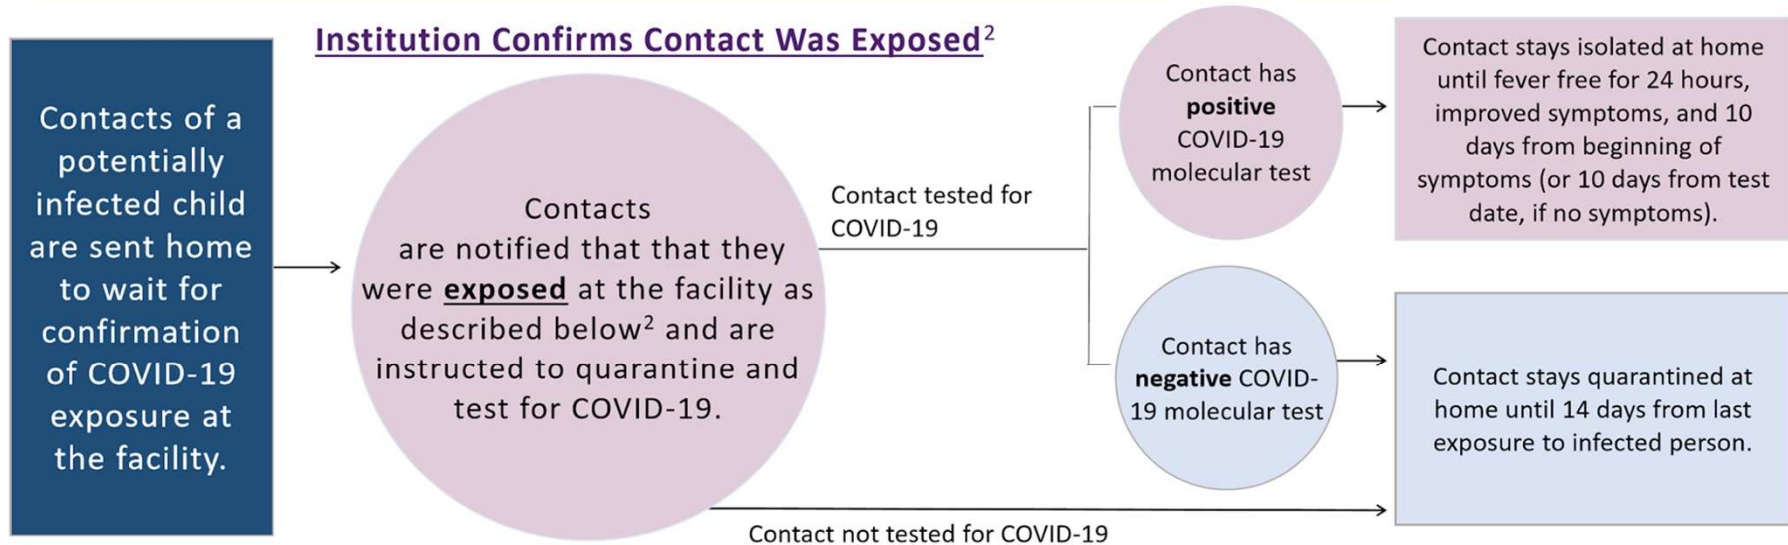 Institution Confirms Contact Was Exposed²
Contacts of a
potentially
infected child
are sent home
to wait for
confirmation
of COVID-19
exposure at
the facility.
Contacts
are notified that that they
were exposed at the facility as
described below² and are
instructed to quarantine and
test for COVID-19.
Contact tested for
COVID-19
Contact has
positive
COVID-19
molecular test
Contact stays isolated at home
until fever free for 24 hours,
improved symptoms, and 10
days from beginning of
symptoms (or 10 days from test
date, if no symptoms).
Contact has
negative COVID-
19 molecular test
Contact stays quarantined at
home until 14 days from last
exposure to infected person.
Contact not tested for COVID-19